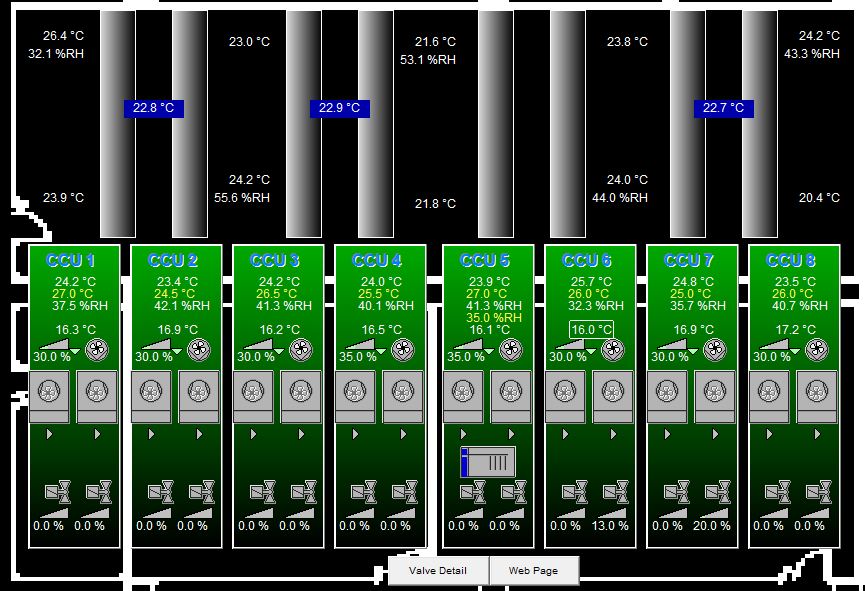 26.4 °C
32.1 %RH
23.0 °C
21.6 °C
53.1 %RH
23.8 °C
24.2 °C
43.3 %RH
22.8 °C
22.9 °C
22.7 °C
23.9 °C
24.2 °C
55.6 %RH
21.8 °C
24.0 °C
44.0 %RH
20.4 °C
CCU 1
24.2 °C
27.0 °C
37.5 %RH
16.3 °C
30.0 %
0.0 % 0.0 %
CCU 2
23.4 °C
24.5 °C
42.1 %RH
16.9 °C
30.0 %
0.0 % 0.0 %
CCU 3
24.2 °C
26.5 °C
41.3 %RH
16.2 °C
30.0 %
0.0 % 0.0 %
CCU 4
24.0 °C
25.5 °C
40.1 %RH
16.5 °C
35.0 %
0.0 % 0.0 %
CCU 5
23.9 °C
27.0 °C
41.3 %RH
35.0 %RH
16.1 °C
35.0 %
0.0 % 0.0 %
CCU 6
25.7 °C
26.0 °C
32.3 %RH
16.0 °C
30.0 %
0.0 % 13.0 %
CCU 7
24.8 °C
25.0 °C
35.7 %RH
16.9 °C
30.0 %
0.0 % 20.0 %
CCU 8
23.5 °C
26.0 °C
40.7 %RH
17.2 °C
30.0 %
0.0 % 0.0 %
Valve Detail
Web Page